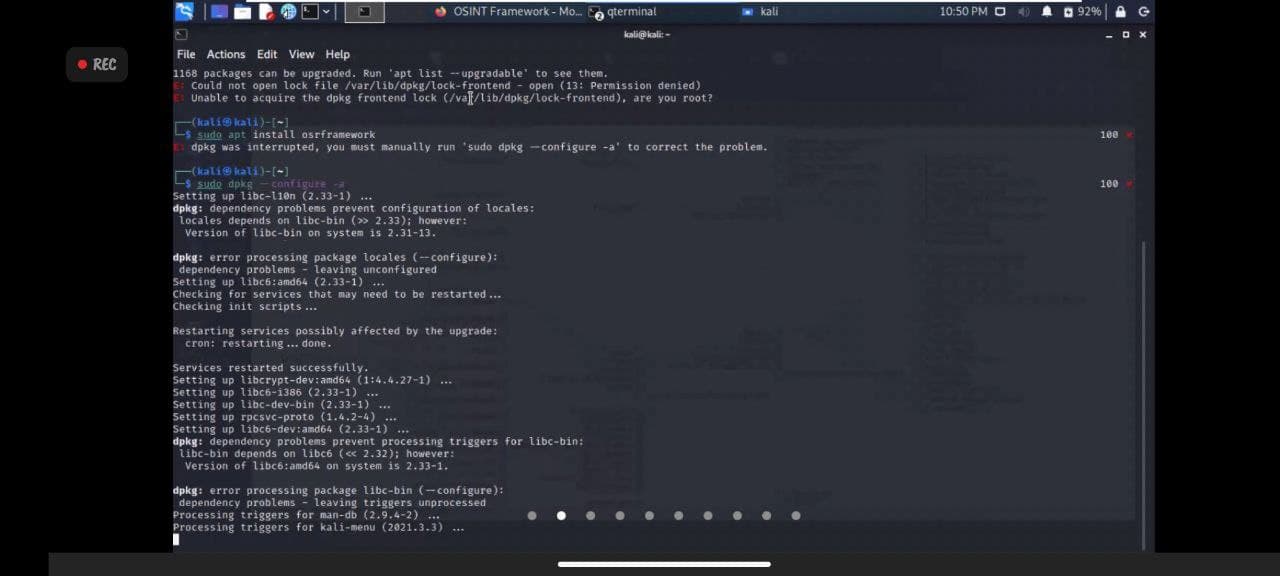 OSINT Framework - Mo...
qterminal
kali
10:50 PM
92%
REC
kali@kali: ~
File Actions Edit View Help
1168 packages can be upgraded. Run 'apt list --upgradable' to see them.
E: Could not open lock file /var/lib/dpkg/lock-frontend - open (13: Permission denied)
E: Unable to acquire the dpkg frontend lock (/var/lib/dpkg/lock-frontend), are you root?
┌──(kali㉿kali)-[~]
└─$ sudo apt install osrframework 100 ⨯
E: dpkg was interrupted, you must manually run 'sudo dpkg --configure -a' to correct the problem.
┌──(kali㉿kali)-[~]
└─$ sudo dpkg --configure -a 100 ⨯
Setting up libc-l10n (2.33-1) ...
dpkg: dependency problems prevent configuration of locales:
locales depends on libc-bin (>> 2.33); however:
Version of libc-bin on system is 2.31-13.
dpkg: error processing package locales (--configure):
dependency problems - leaving unconfigured
Setting up libc6:amd64 (2.33-1) ...
Checking for services that may need to be restarted...
Checking init scripts...
Restarting services possibly affected by the upgrade:
cron: restarting...done.
Services restarted successfully.
Setting up libcrypt-dev:amd64 (1:4.4.27-1) ...
Setting up libc6-i386 (2.33-1) ...
Setting up libc-dev-bin (2.33-1) ...
Setting up rpcsvc-proto (1.4.2-4) ...
Setting up libc6-dev:amd64 (2.33-1) ...
dpkg: dependency problems prevent processing triggers for libc-bin:
libc-bin depends on libc6 (<< 2.32); however:
Version of libc6:amd64 on system is 2.33-1.
dpkg: error processing package libc-bin (--configure):
dependency problems - leaving triggers unprocessed
Processing triggers for man-db (2.9.4-2) ...
Processing triggers for kali-menu (2021.3.3) ...